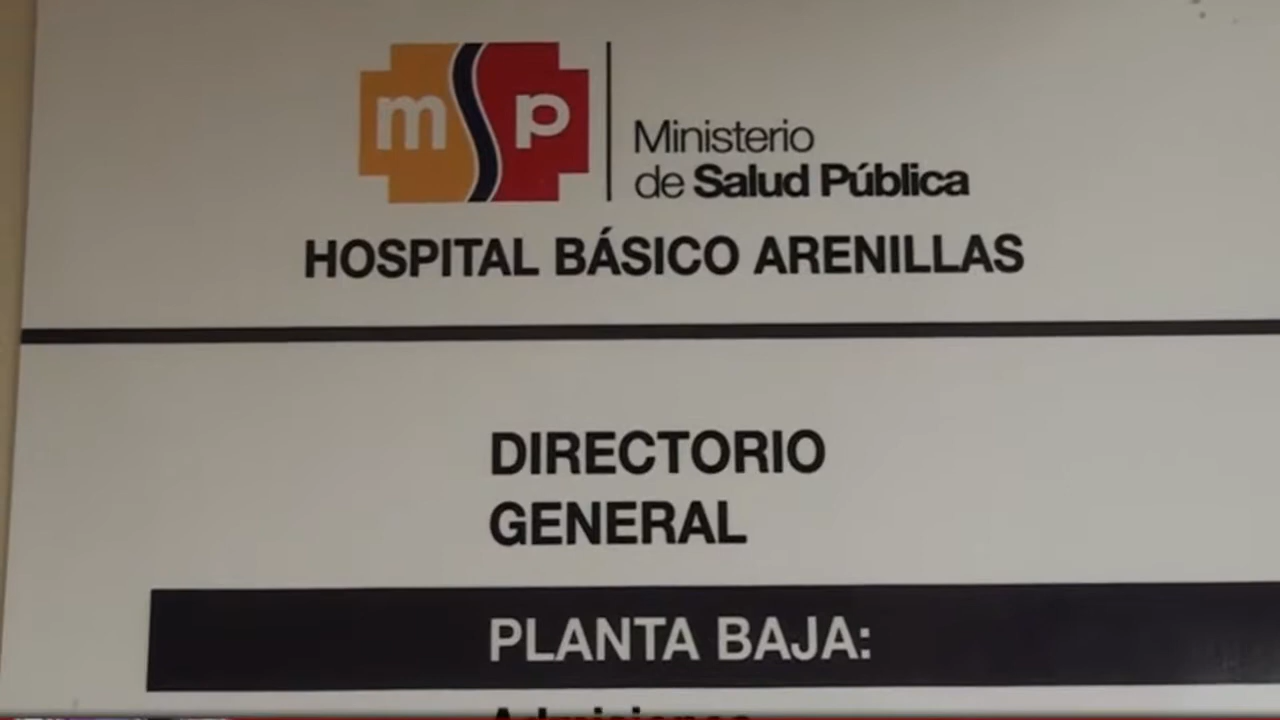 msp
Ministerio
de Salud Pública
HOSPITAL BÁSICO ARENILLAS
DIRECTORIO
GENERAL
PLANTA BAJA: